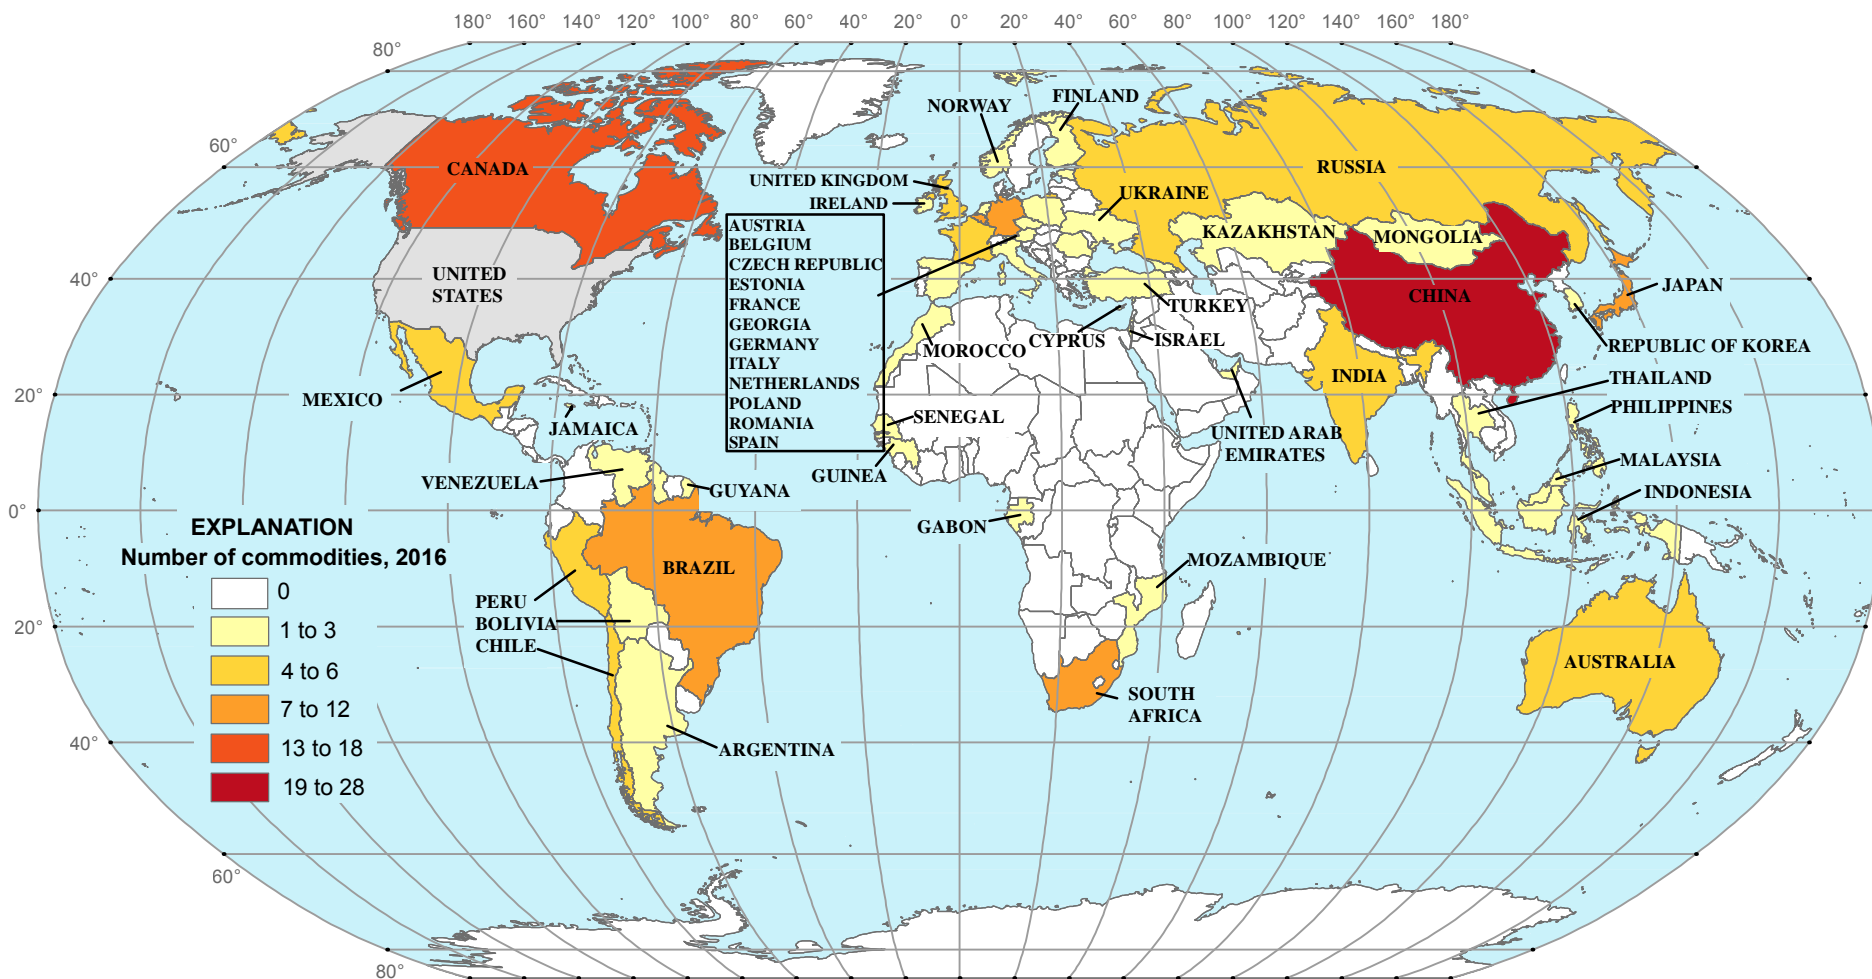 180° 160° 140° 120° 100° 80° 60° 40° 20° 0° 20° 40° 60° 80° 100° 120° 140° 160° 180°
80°
60°
40°
20°
0°
20°
40°
60°
80°
NORWAY
FINLAND
CANADA
RUSSIA
UNITED KINGDOM
IRELAND
UKRAINE
AUSTRIA
BELGIUM
CZECH REPUBLIC
ESTONIA
FRANCE
GEORGIA
GERMANY
ITALY
NETHERLANDS
POLAND
ROMANIA
SPAIN
KAZAKHSTAN
MONGOLIA
UNITED
STATES
CHINA
JAPAN
TURKEY
CYPRUS
ISRAEL
MOROCCO
REPUBLIC OF KOREA
INDIA
THAILAND
PHILIPPINES
MEXICO
JAMAICA
SENEGAL
UNITED ARAB
EMIRATES
GUINEA
MALAYSIA
INDONESIA
VENEZUELA
GUYANA
GABON
MOZAMBIQUE
BRAZIL
PERU
BOLIVIA
CHILE
AUSTRALIA
SOUTH
AFRICA
ARGENTINA
EXPLANATION
Number of commodities, 2016
0
1 to 3
4 to 6
7 to 12
13 to 18
19 to 28